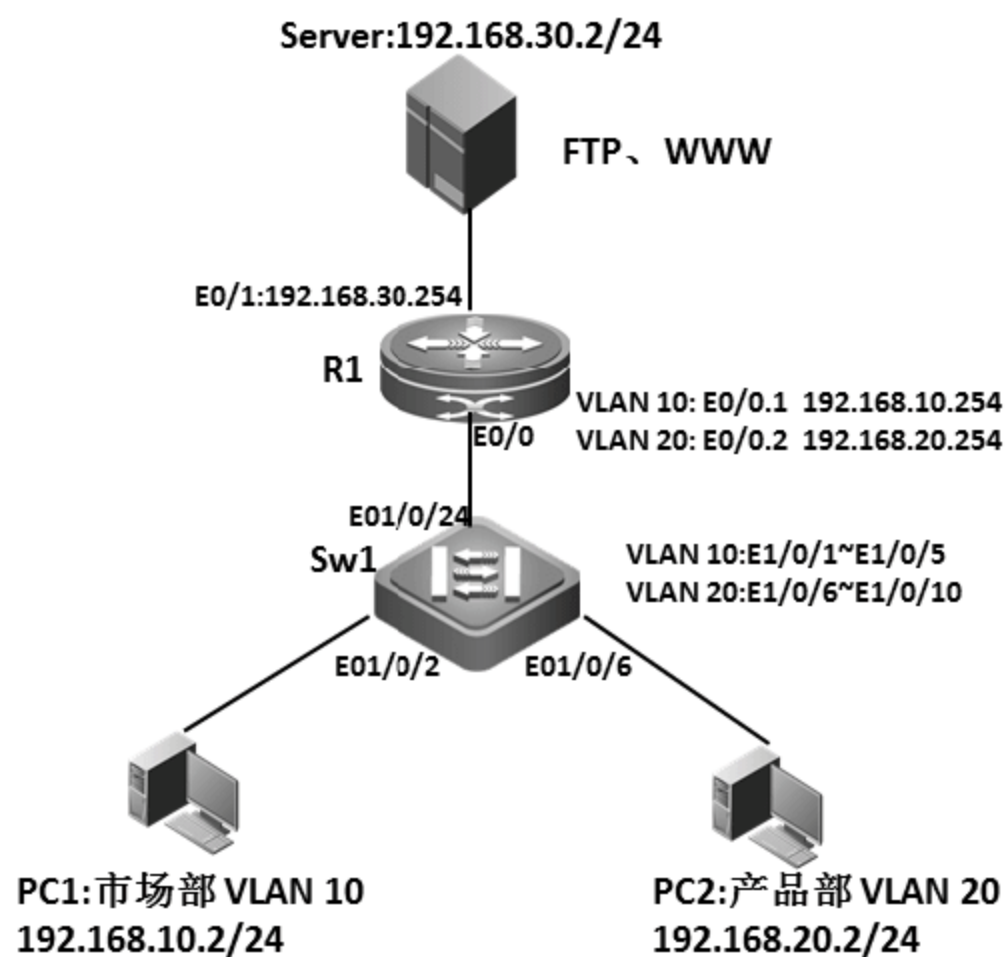 Server:192.168.30.2/24
FTP、WWW
E0/1:192.168.30.254
R1
VLAN 10: E0/0.1 192.168.10.254
E0/0
VLAN 20: E0/0.2 192.168.20.254
E01/0/24
Sw1
VLAN 10:E1/0/1~E1/0/5
VLAN 20:E1/0/6~E1/0/10
E01/0/2
E01/0/6
PC1:市场部 VLAN 10
192.168.10.2/24
PC2:产品部 VLAN 20
192.168.20.2/24